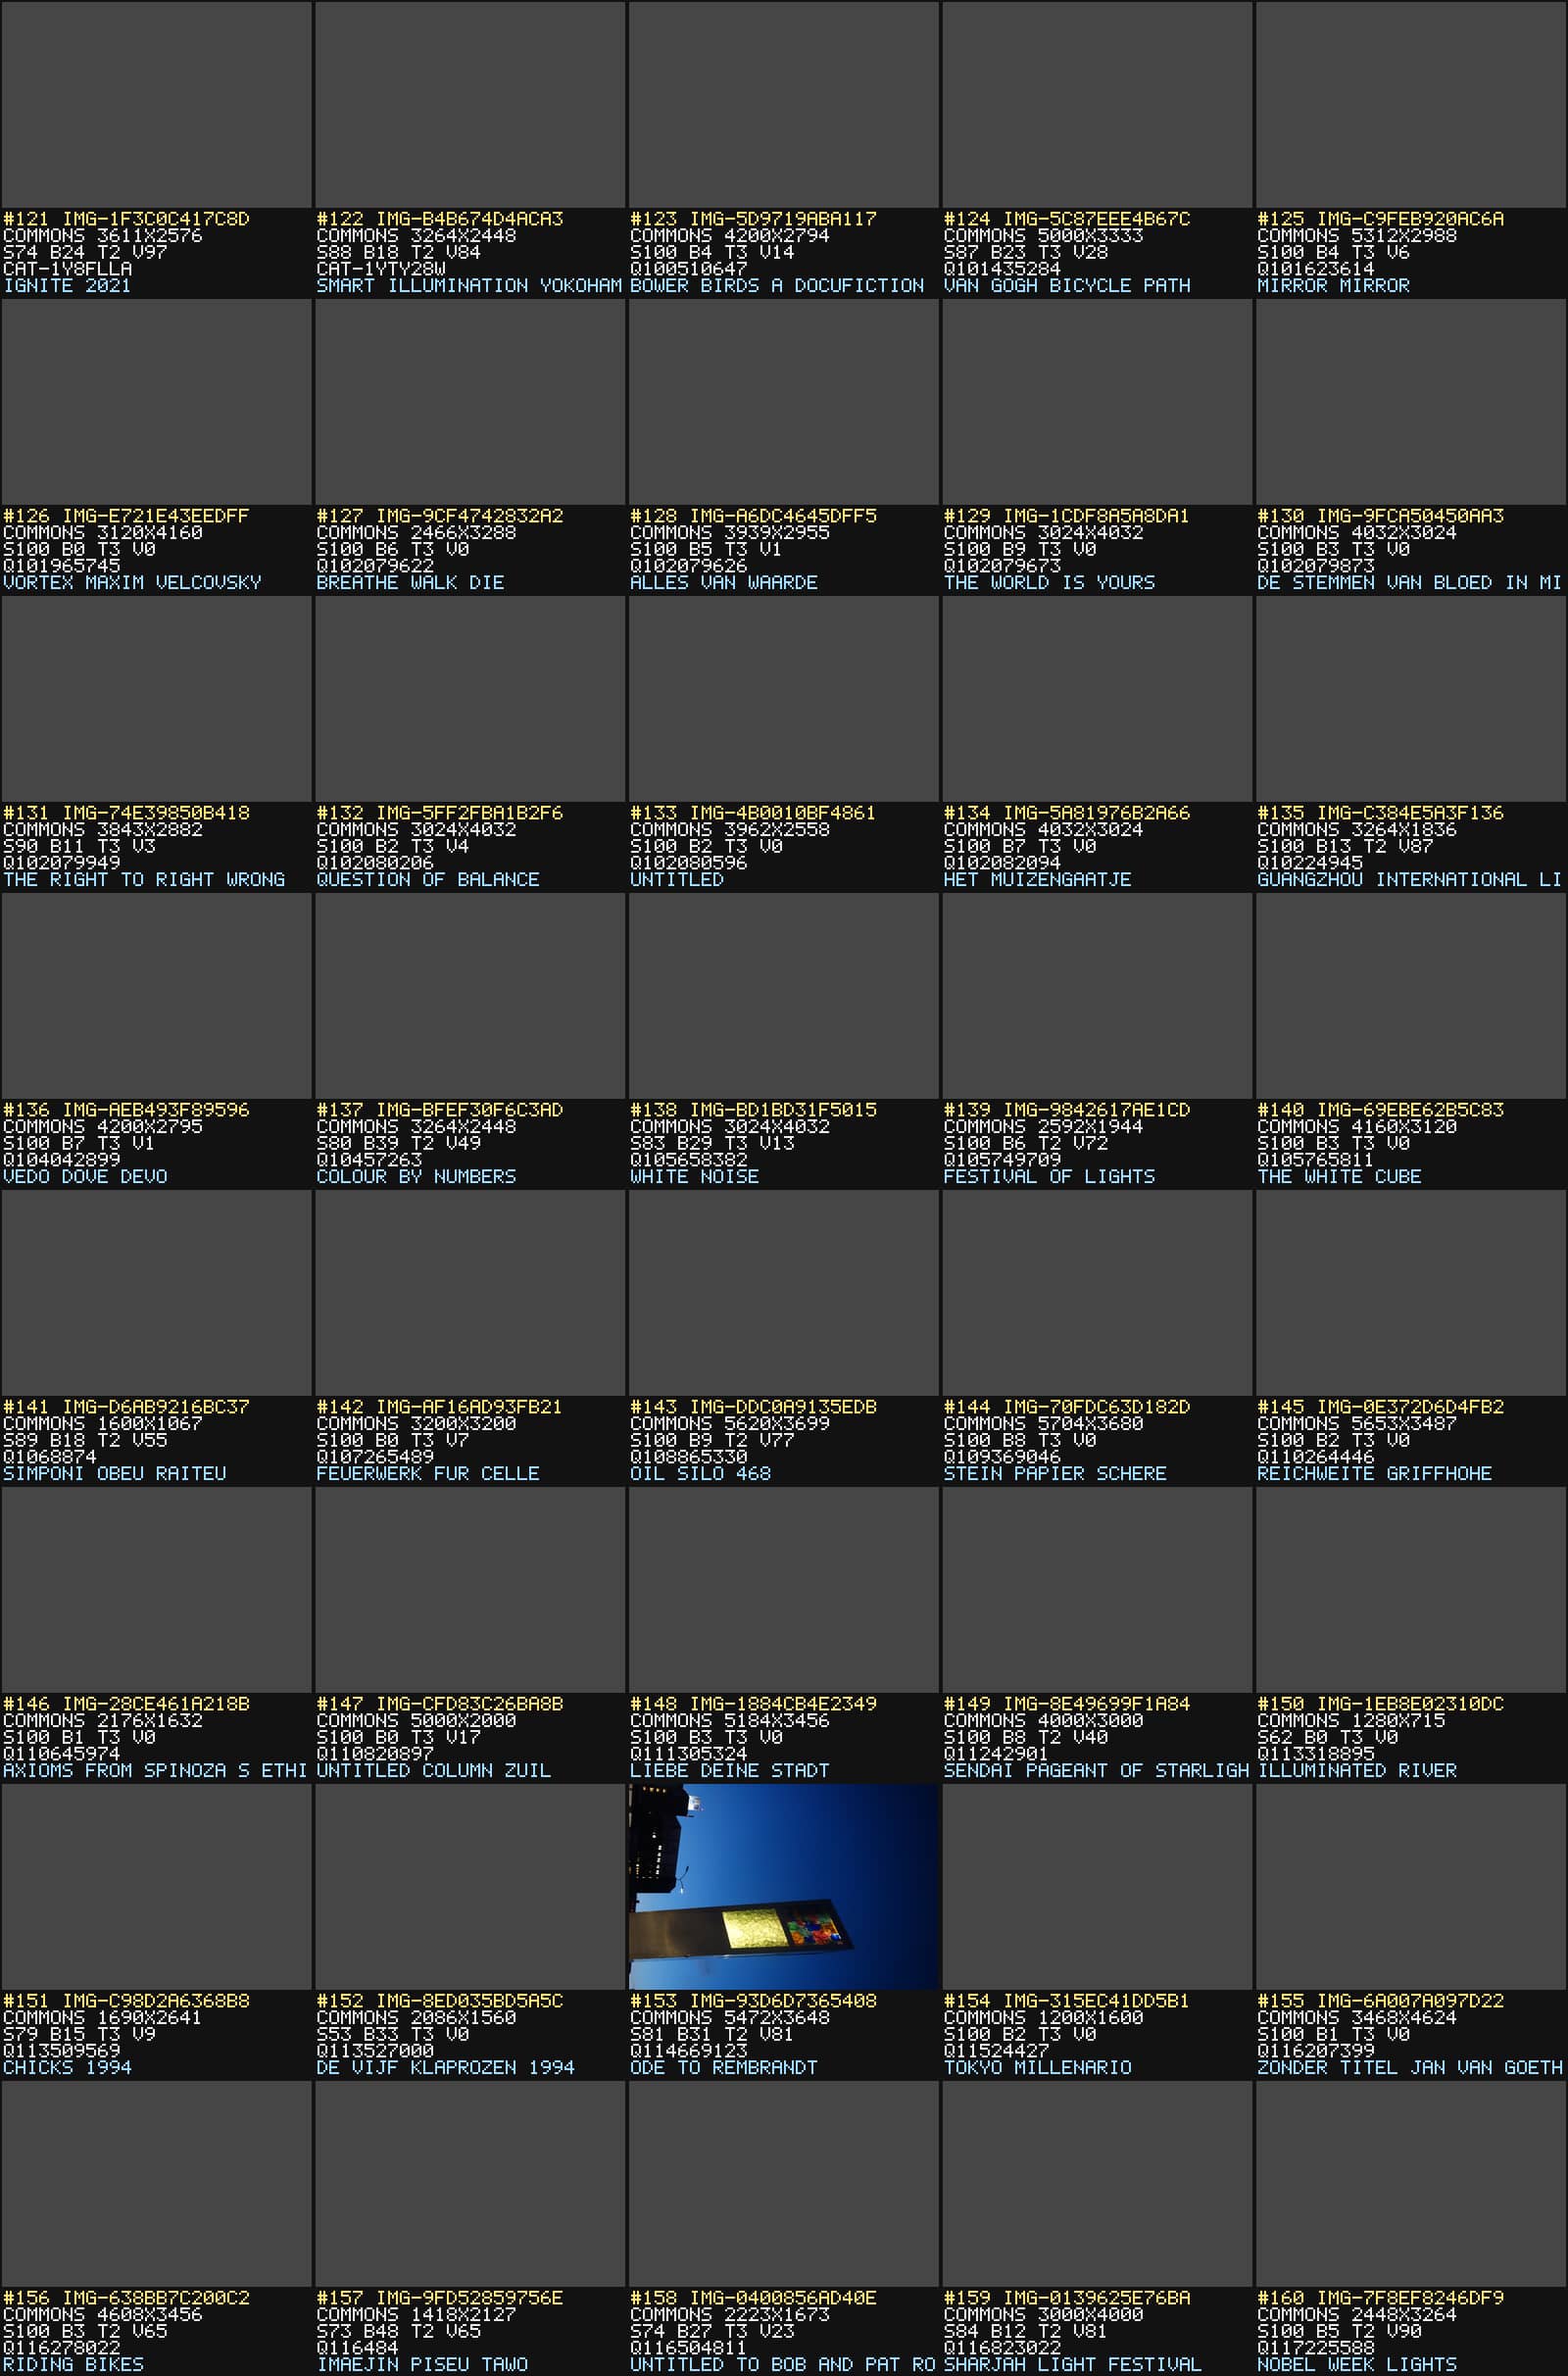 #121 IMG-1F3C0C417C8D
COMMONS 3611X2576
S74 B24 T2 V97
CAT-1Y8FLLA
IGNITE 2021
#122 IMG-B4B674D4ACA3
COMMONS 3264X2448
S88 B18 T2 V84
CAT-1YTY28W
SMART ILLUMINATION YOKOHAM
#123 IMG-5D9719ABA117
COMMONS 4200X2794
S100 B4 T3 V14
Q100510647
BOWER BIRDS A DOCUFICTION
#124 IMG-5C87EEE4B67C
COMMONS 5000X3333
S87 B23 T3 V28
Q101435284
VAN GOGH BICYCLE PATH
#125 IMG-C9FEB920AC6A
COMMONS 5312X2988
S100 B4 T3 V6
Q101623614
MIRROR MIRROR
#126 IMG-E721E43EEDFF
COMMONS 3120X4160
S100 B0 T3 V0
Q101965745
VORTEX MAXIM VELCOVSKY
#127 IMG-9CF4742832A2
COMMONS 2466X3288
S100 B6 T3 V0
Q102079622
BREATHE WALK DIE
#128 IMG-A6DC4645DFF5
COMMONS 3939X2955
S100 B5 T3 V1
Q102079626
ALLES VAN WAARDE
#129 IMG-1CDF8A5A8DA1
COMMONS 3024X4032
S100 B9 T3 V0
Q102079673
THE WORLD IS YOURS
#130 IMG-9FCA50450AA3
COMMONS 4032X3024
S100 B3 T3 V0
Q102079873
DE STEMMEN VAN BLOED IN MI
#131 IMG-74E39850B418
COMMONS 3843X2882
S90 B11 T3 V3
Q102079949
THE RIGHT TO RIGHT WRONG
#132 IMG-5FF2FBA1B2F6
COMMONS 3024X4032
S100 B2 T3 V4
Q102080206
QUESTION OF BALANCE
#133 IMG-4B0010BF4861
COMMONS 3962X2558
S100 B2 T3 V0
Q102080596
UNTITLED
#134 IMG-5A81976B2A66
COMMONS 4032X3024
S100 B7 T3 V0
Q102082094
HET MUIZENGAATJE
#135 IMG-C384E5A3F136
COMMONS 3264X1836
S100 B13 T2 V87
Q10224945
GUANGZHOU INTERNATIONAL LI
#136 IMG-AEB493F89596
COMMONS 4200X2795
S100 B7 T3 V1
Q104042899
VEDO DOVE DEVO
#137 IMG-BFEF30F6C3AD
COMMONS 3264X2448
S80 B39 T2 V49
Q10457263
COLOUR BY NUMBERS
#138 IMG-BD1BD31F5015
COMMONS 3024X4032
S83 B29 T3 V13
Q105658382
WHITE NOISE
#139 IMG-9842617AE1CD
COMMONS 2592X1944
S100 B6 T2 V72
Q105749709
FESTIVAL OF LIGHTS
#140 IMG-69EBE62B5C83
COMMONS 4160X3120
S100 B3 T3 V0
Q105765811
THE WHITE CUBE
#141 IMG-D6AB9216BC37
COMMONS 1600X1067
S89 B18 T2 V55
Q1068874
SIMPONI OBEU RAITEU
#142 IMG-AF16AD93FB21
COMMONS 3200X3200
S100 B0 T3 V7
Q107265489
FEUERWERK FUR CELLE
#143 IMG-DDC0A9135EDB
COMMONS 5620X3699
S100 B9 T2 V77
Q108865330
OIL SILO 468
#144 IMG-70FDC63D182D
COMMONS 5704X3680
S100 B8 T3 V0
Q109369046
STEIN PAPIER SCHERE
#145 IMG-0E372D6D4FB2
COMMONS 5653X3487
S100 B2 T3 V0
Q110264446
REICHWEITE GRIFFHOHE
#146 IMG-28CE461A218B
COMMONS 2176X1632
S100 B1 T3 V0
Q110645974
AXIOMS FROM SPINOZA S ETHI
#147 IMG-CFD83C26BA8B
COMMONS 5000X2000
S100 B0 T3 V17
Q110820897
UNTITLED COLUMN ZUIL
#148 IMG-1884CB4E2349
COMMONS 5184X3456
S100 B3 T3 V0
Q111305324
LIEBE DEINE STADT
#149 IMG-8E49699F1A84
COMMONS 4000X3000
S100 B8 T2 V40
Q11242901
SENDAI PAGEANT OF STARLIGH
#150 IMG-1EB8E02310DC
COMMONS 1280X715
S62 B0 T3 V0
Q113318895
ILLUMINATED RIVER
#151 IMG-C98D2A6368B8
COMMONS 1690X2641
S79 B15 T3 V9
Q113509569
CHICKS 1994
#152 IMG-8ED035BD5A5C
COMMONS 2086X1560
S53 B33 T3 V0
Q113527000
DE VIJF KLAPROZEN 1994
#153 IMG-93D6D7365408
COMMONS 5472X3648
S81 B31 T2 V81
Q114669123
ODE TO REMBRANDT
#154 IMG-315EC41DD5B1
COMMONS 1200X1600
S100 B2 T3 V0
Q11524427
TOKYO MILLENARIO
#155 IMG-6A007A097D22
COMMONS 3468X4624
S100 B1 T3 V0
Q116207399
ZONDER TITEL JAN VAN GOETH
#156 IMG-638BB7C200C2
COMMONS 4608X3456
S100 B3 T2 V65
Q116278022
RIDING BIKES
#157 IMG-9FD52859756E
COMMONS 1418X2127
S73 B48 T2 V65
Q116484
IMAEJIN PISEU TAWO
#158 IMG-0400856AD40E
COMMONS 2223X1673
S74 B27 T3 V23
Q116504811
UNTITLED TO BOB AND PAT RO
#159 IMG-0139625E76BA
COMMONS 3000X4000
S84 B12 T2 V81
Q116823022
SHARJAH LIGHT FESTIVAL
#160 IMG-7F8EF8246DF9
COMMONS 2448X3264
S100 B5 T2 V90
Q117225588
NOBEL WEEK LIGHTS